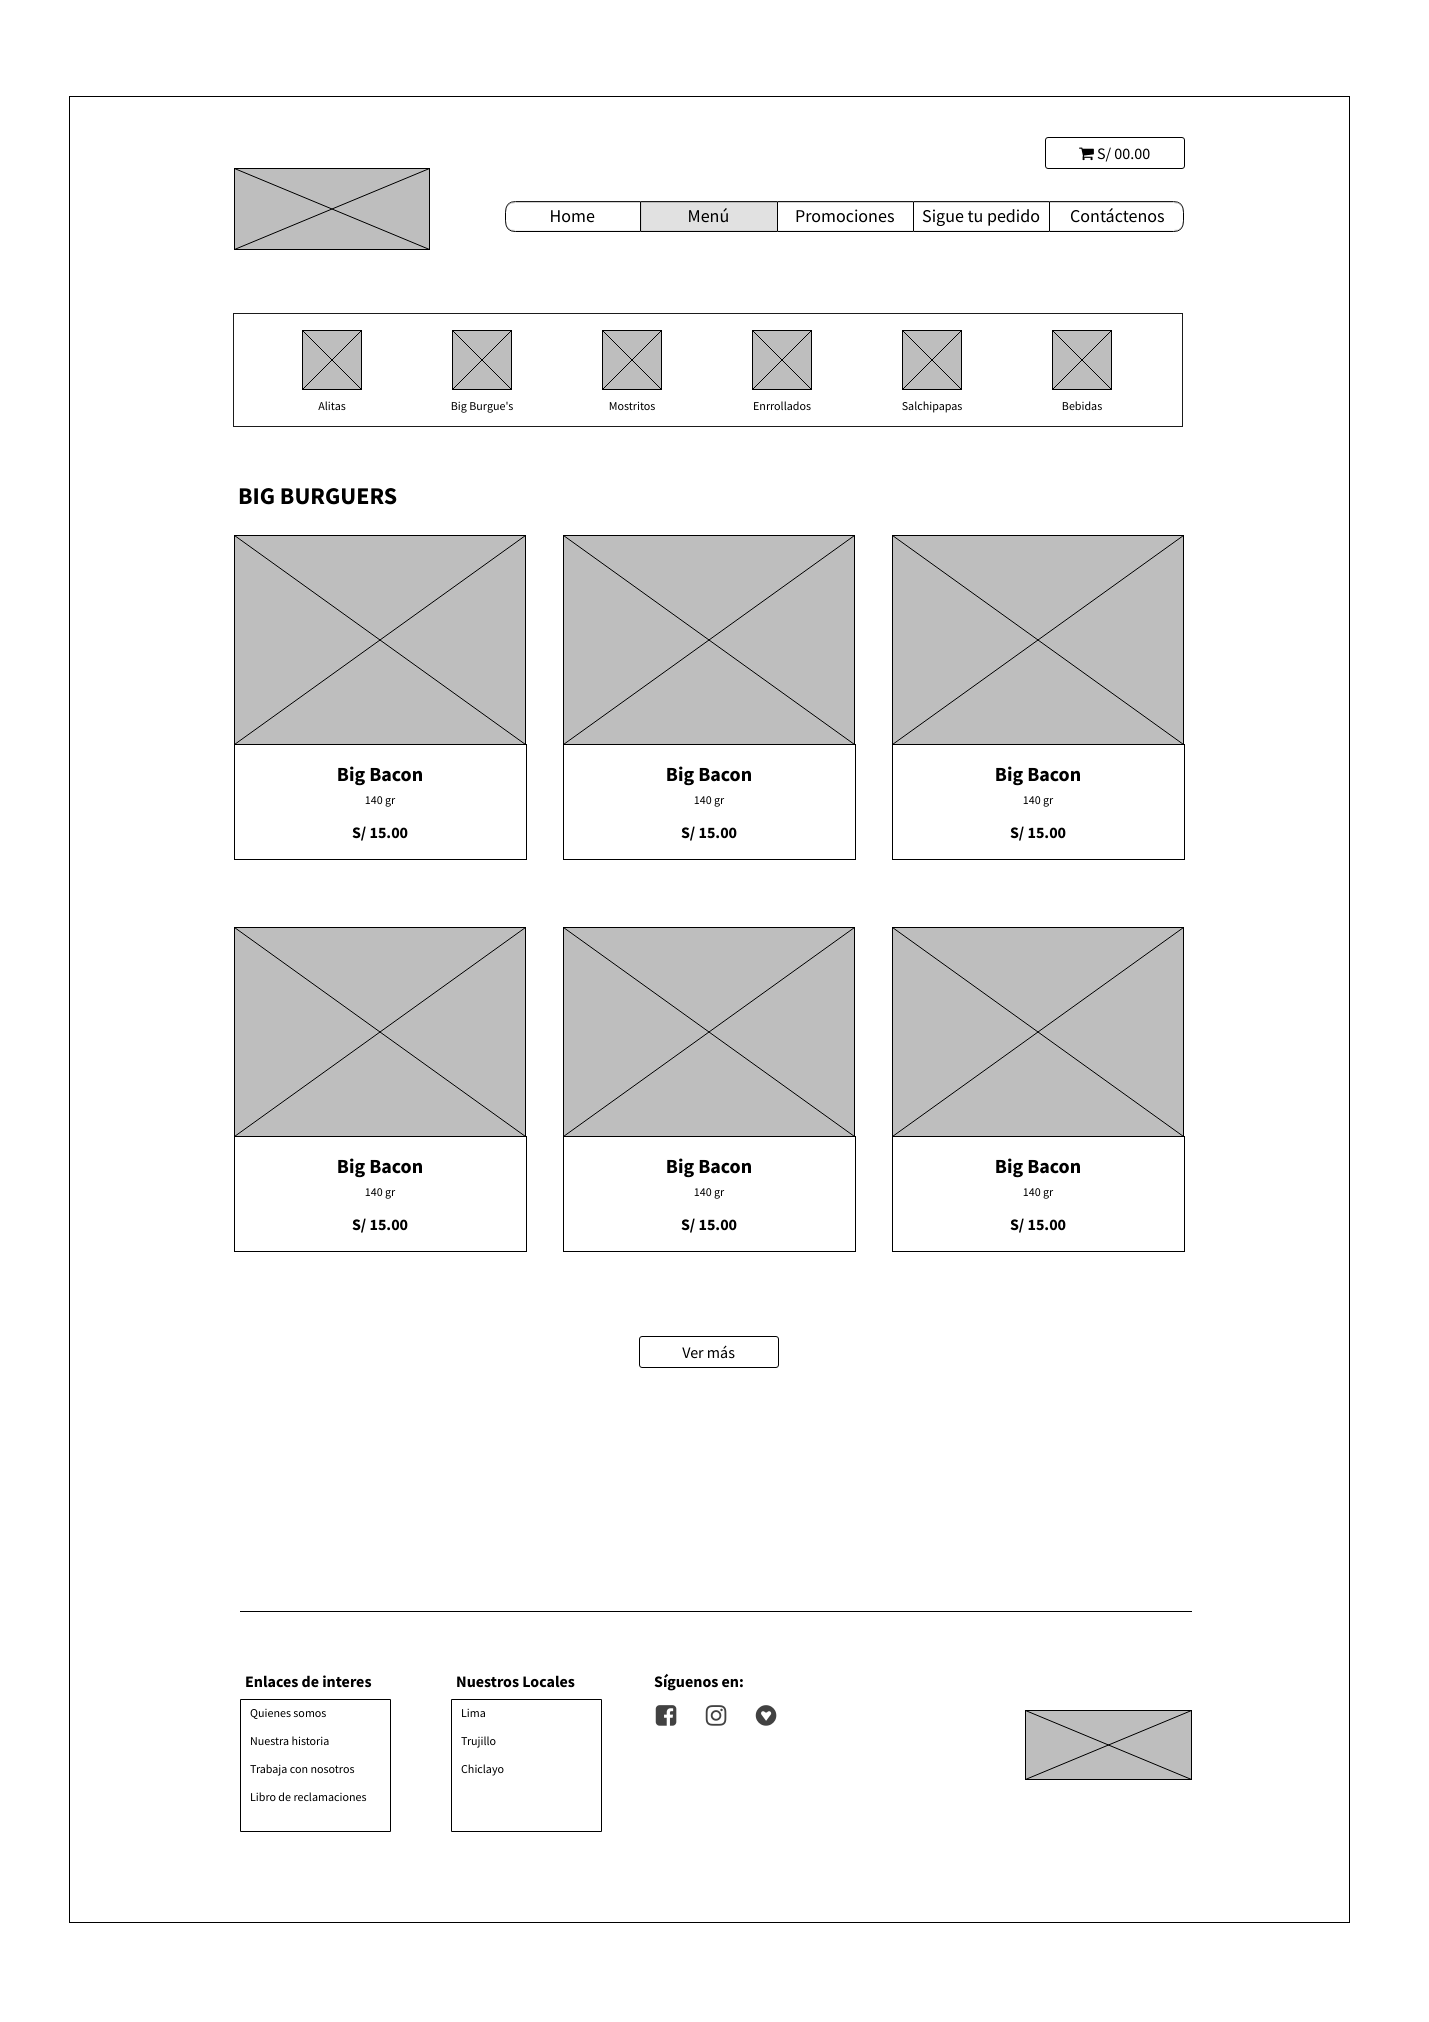 S/ 00.00
Home Menú Promociones Sigue tu pedido Contáctenos
Alitas Big Burgue's Mostritos Enrrollados Salchipapas Bebidas
BIG BURGUERS
Big Bacon Big Bacon Big Bacon
140 gr 140 gr 140 gr
S/ 15.00 S/ 15.00 S/ 15.00
Big Bacon Big Bacon Big Bacon
140 gr 140 gr 140 gr
S/ 15.00 S/ 15.00 S/ 15.00
Ver más
Enlaces de interes
Quienes somos
Nuestra historia
Trabaja con nosotros
Libro de reclamaciones
Nuestros Locales
Lima
Trujillo
Chiclayo
Síguenos en: